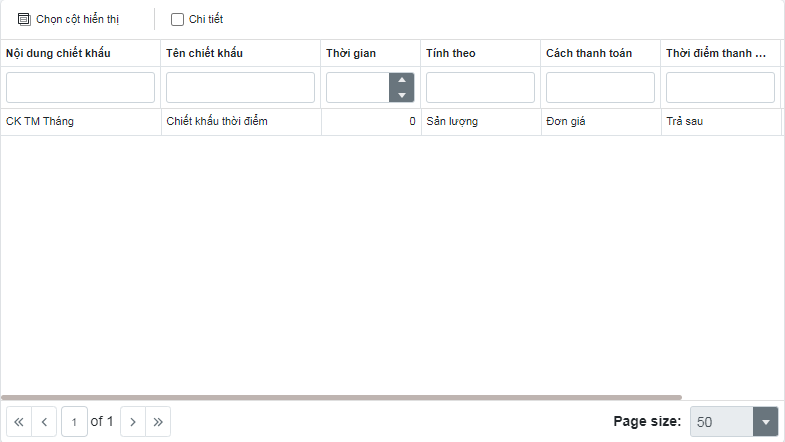 Chọn cột hiển thị Chi tiết
Nội dung chiết khấu Tên chiết khấu Thời gian Tính theo Cách thanh toán Thời điểm thanh ...
CK TM Tháng Chiết khấu thời điểm 0 Sản lượng Đơn giá Trả sau
1 of 1 Page size: 50